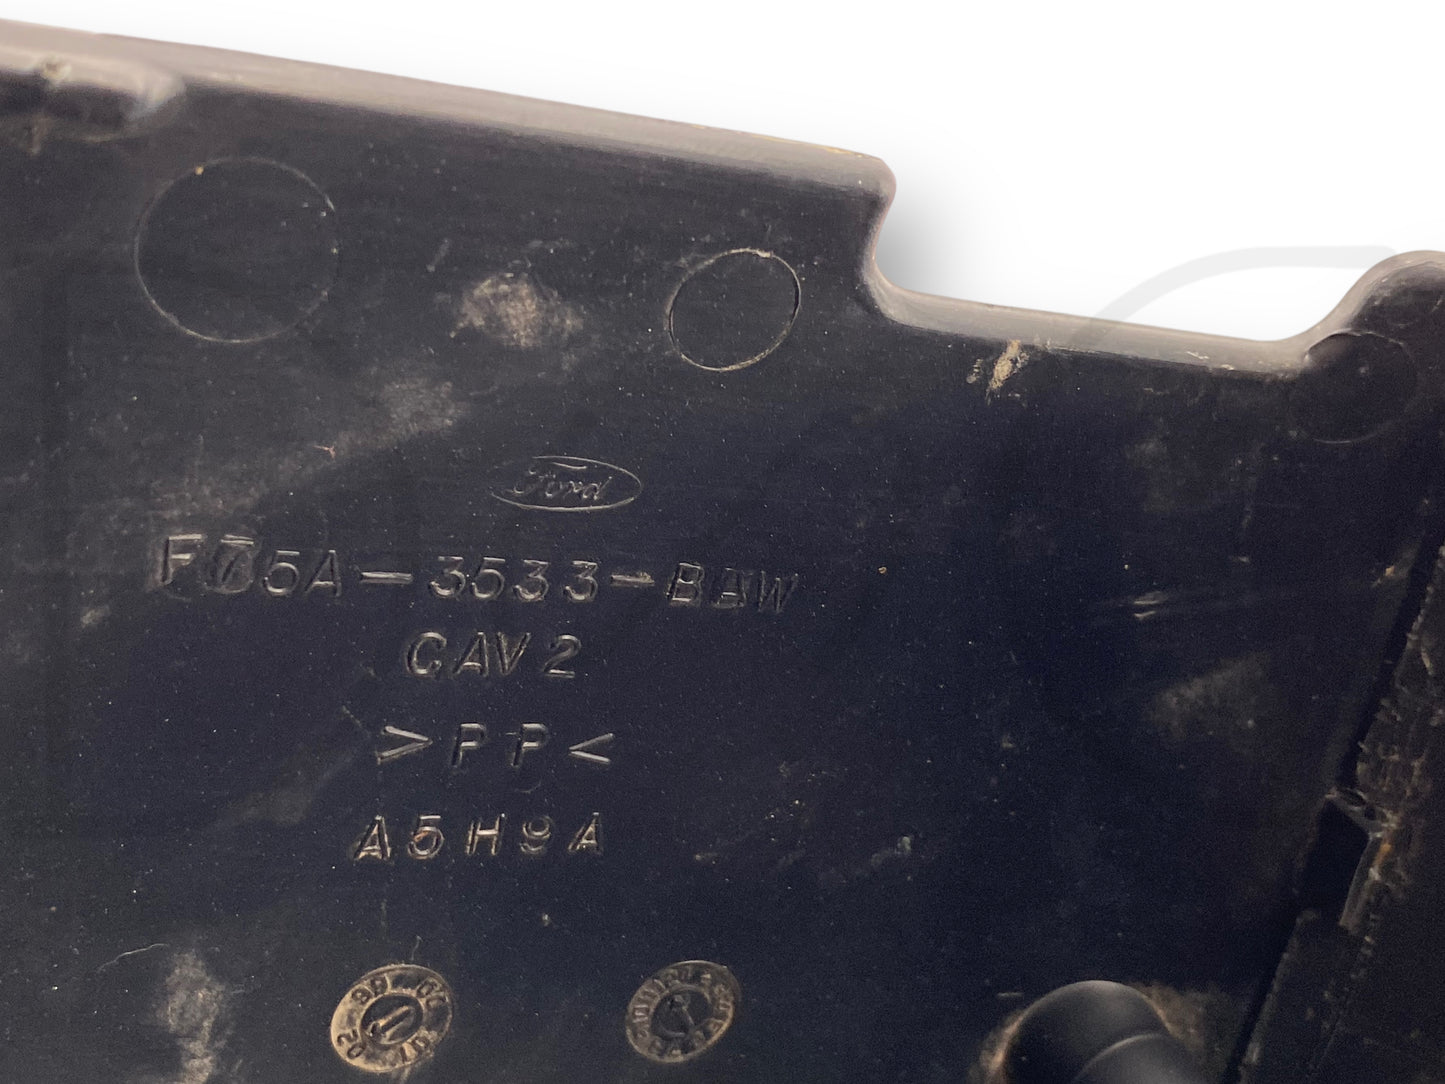 Ford
F75A-3533-BAW
CAV 2
>PP<
A5H9A